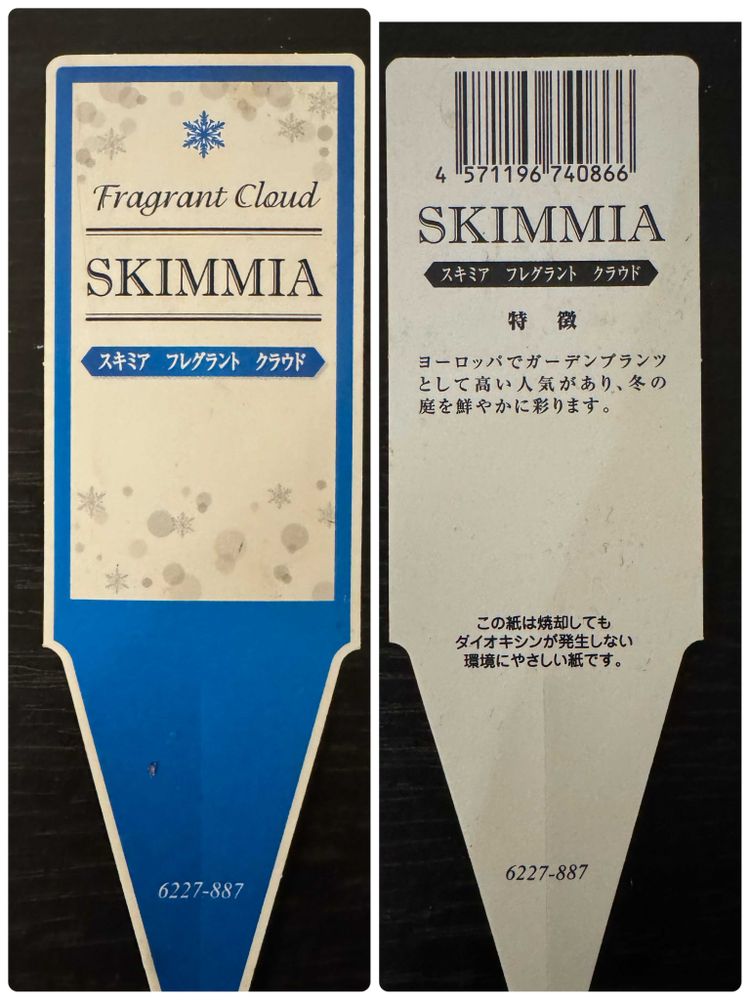 Fragrant Cloud
SKIMMIA
スキミア フレグラント クラウド
6227-887
4 571196 740866
SKIMMIA
スキミア フレグラント クラウド
特 徴
ヨーロッパでガーデンプランツ
として高い人気があり、冬の
庭を鮮やかに彩ります。
この紙は焼却しても
ダイオキシンが発生しない
環境にやさしい紙です。
6227-887